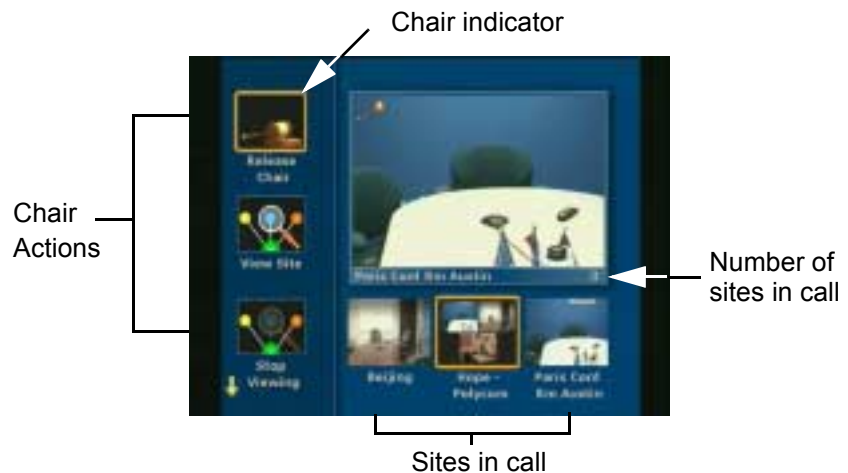 Chair indicator
Release
Chair
Chair
Actions
View Site
Paris Conf Rm Austin
Number of
sites in call
Stop
Viewing
Beijing
Hope -
Polycom
Paris Conf
Rm Austin
Sites in call